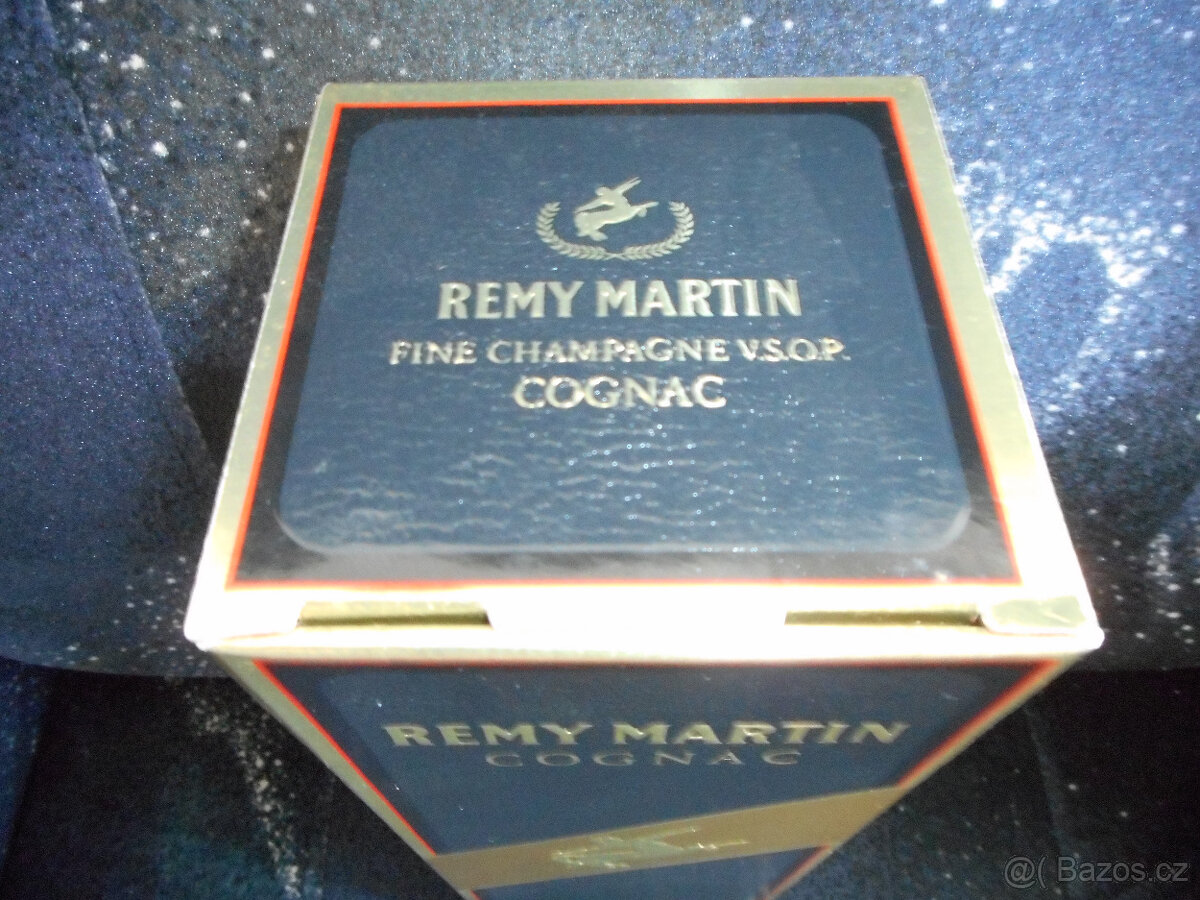 REMY MARTIN
FINE CHAMPAGNE V.S.O.P.
COGNAC
REMY MARTIN
COGNAC
@( Bazos.cz